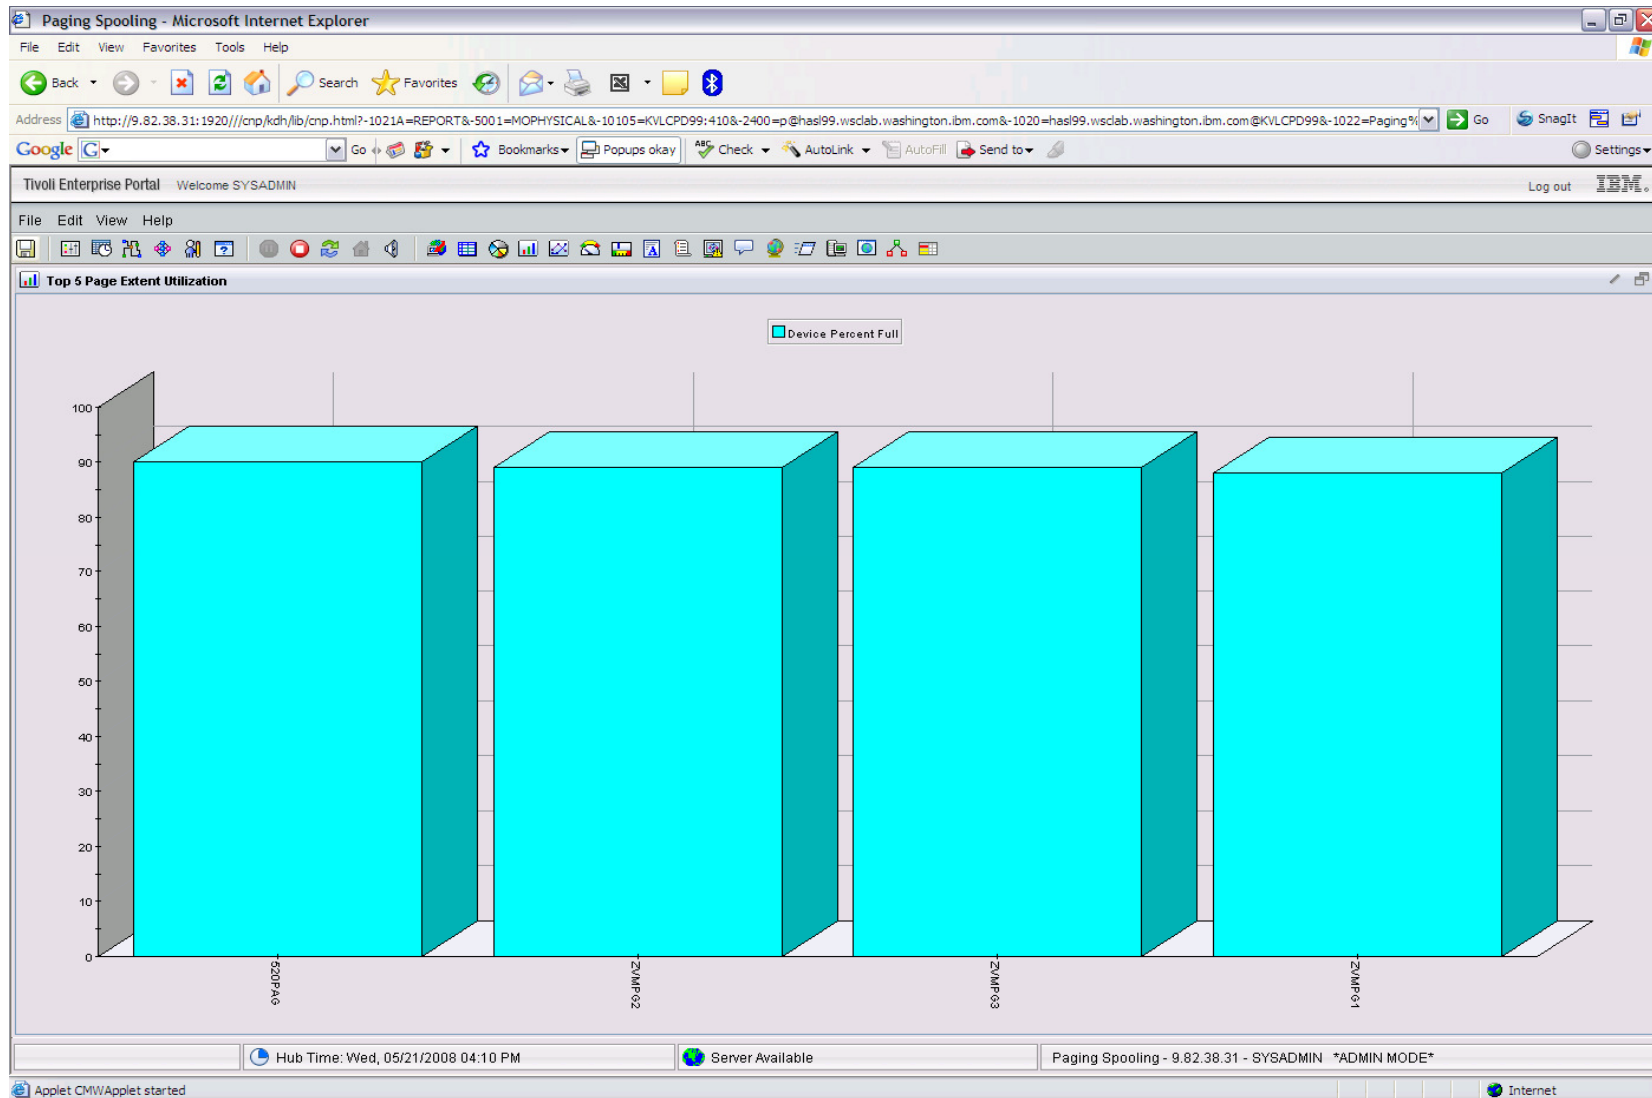 Paging Spooling - Microsoft Internet Explorer
File Edit View Favorites Tools Help
Back Search Favorites
Address http://9.82.38.31:1920///cnp/kdh/lib/cnp.html?-1021A=REPORT&-5001=MOPHYSICAL&-10105=KVLCPD99:410&-2400=p@hasl99.wsclab.washington.ibm.com&-1020=hasl99.wsclab.washington.ibm.com@KVLCPD99&-1022=Paging% Go SnagIt
Google G Go Bookmarks Popups okay ABC Check AutoLink AutoFill Send to Settings
Tivoli Enterprise Portal Welcome SYSADMIN Log out IBM.
File Edit View Help
Top 5 Page Extent Utilization
Device Percent Full
100
90
80
70
60
50
40
30
20
10
0
520PAG ZVMPG2 ZVMPG3 ZVMPG1
Hub Time: Wed, 05/21/2008 04:10 PM Server Available Paging Spooling - 9.82.38.31 - SYSADMIN *ADMIN MODE*
Applet CMWApplet started Internet